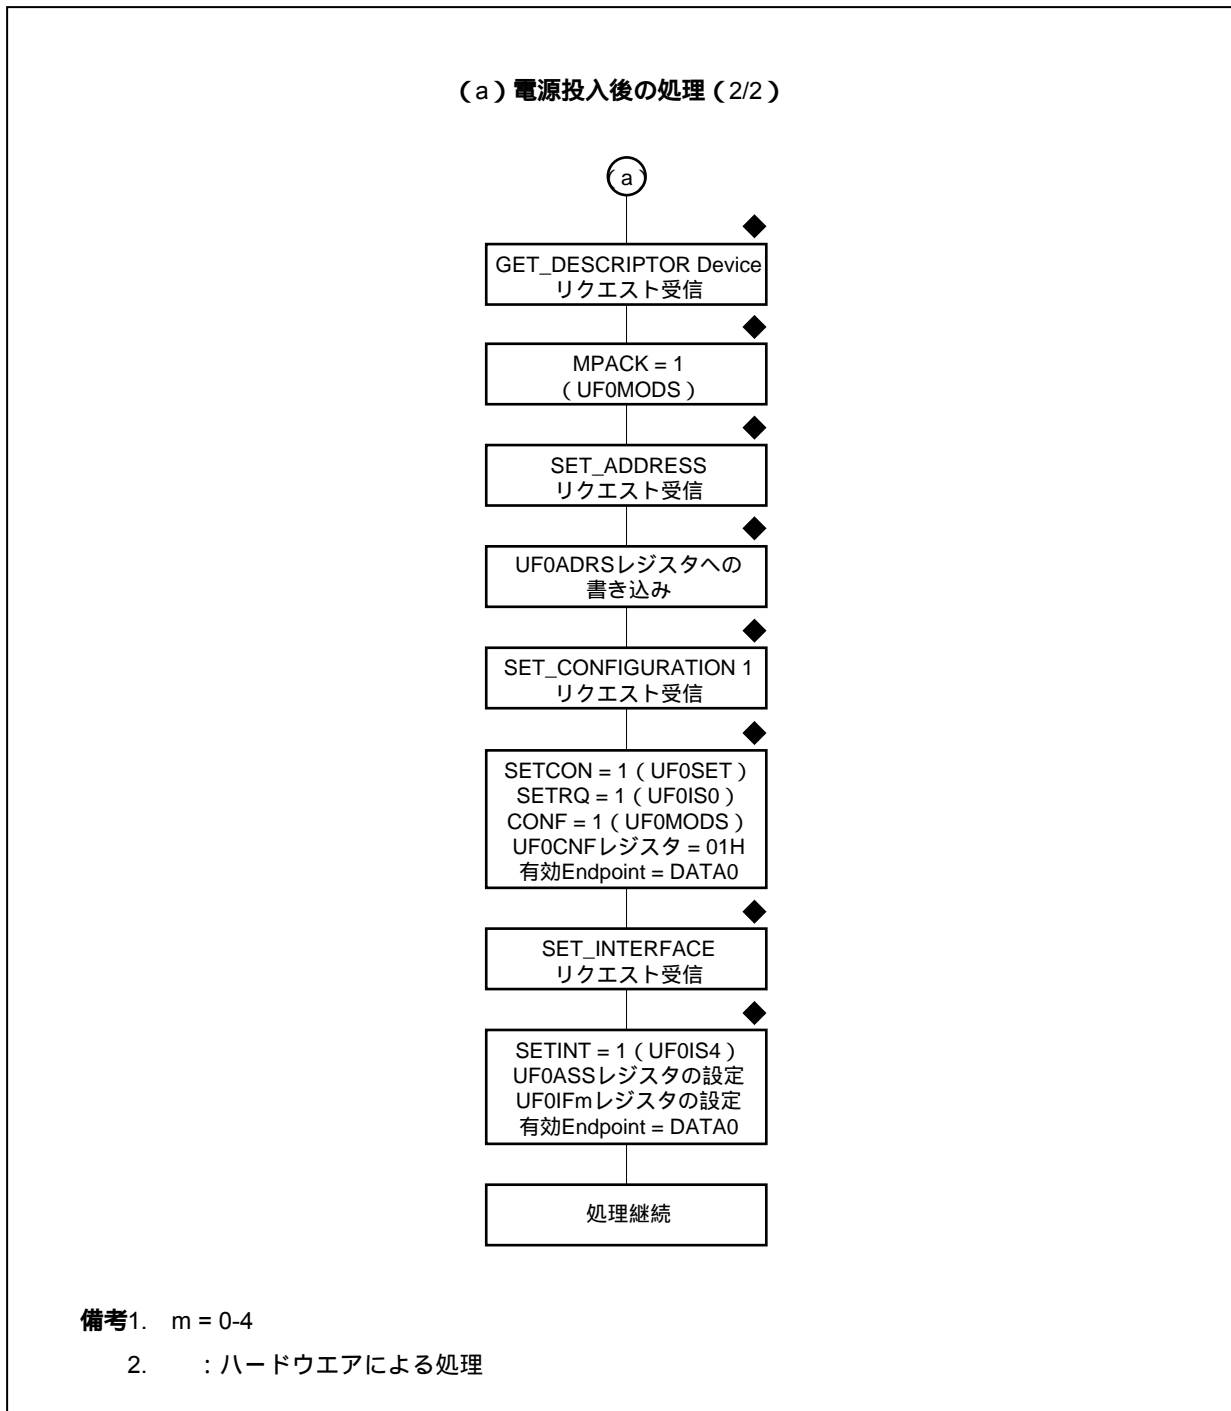 （a）電源投入後の処理（2/2）
a
GET_DESCRIPTOR Device
リクエスト受信
MPACK = 1
（UF0MODS）
SET_ADDRESS
リクエスト受信
UF0ADRSレジスタへの
書き込み
SET_CONFIGURATION 1
リクエスト受信
SETCON = 1（UF0SET）
SETRQ = 1（UF0IS0）
CONF = 1（UF0MODS）
UF0CNFレジスタ = 01H
有効Endpoint = DATA0
SET_INTERFACE
リクエスト受信
SETINT = 1（UF0IS4）
UF0ASSレジスタの設定
UF0IFmレジスタの設定
有効Endpoint = DATA0
処理継続
備考1. m = 0-4
2. ：ハードウエアによる処理